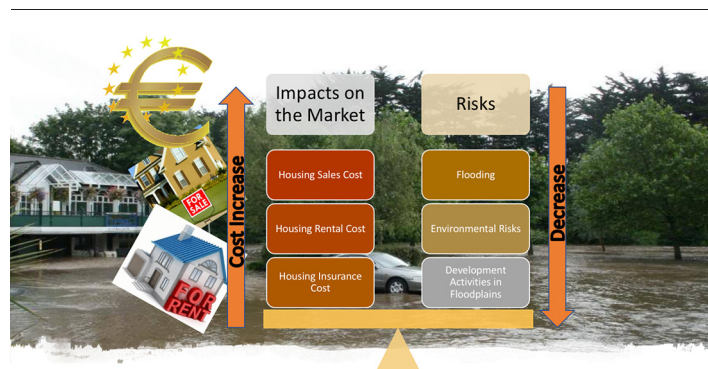 Impacts on
the Market
Risks
Cost Increase
Housing Sales Cost
Flooding
Decrease
FOR
SALE
Housing Rental Cost
Environmental Risks
Housing Insurance
Cost
Development
Activities in
Floodplains
FOR
RENT